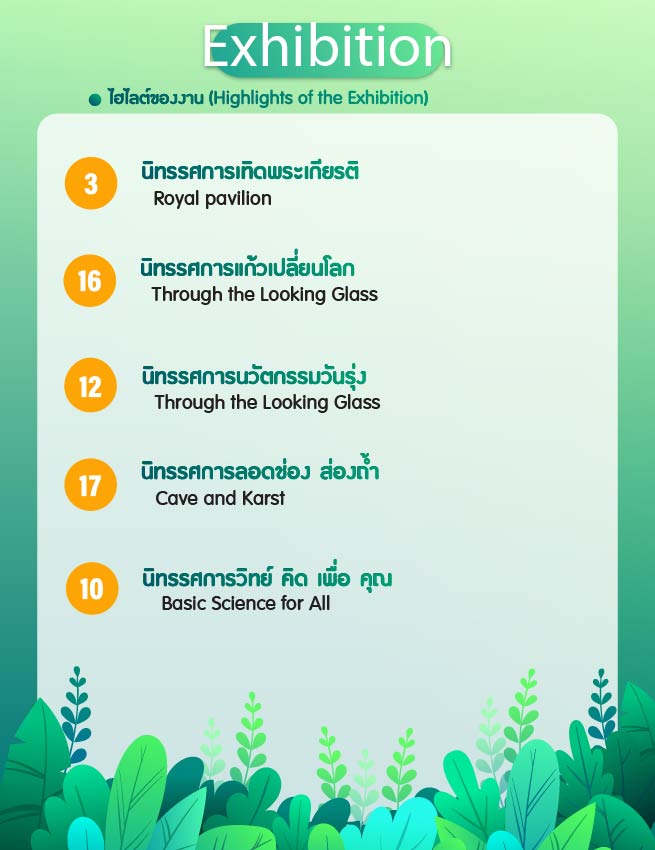 Exhibition
ไฮไลต์ของงาน (Highlights of the Exhibition)
3
นิทรรศการเทิดพระเกียรติ
Royal pavilion
16
นิทรรศการแก้วเปลี่ยนโลก
Through the Looking Glass
12
นิทรรศการนวัตกรรมวันรุ่ง
Through the Looking Glass
17
นิทรรศการลอดช่อง ส่องถ้ำ
Cave and Karst
10
นิทรรศการวิทย์ คิด เพื่อ คุณ
Basic Science for All